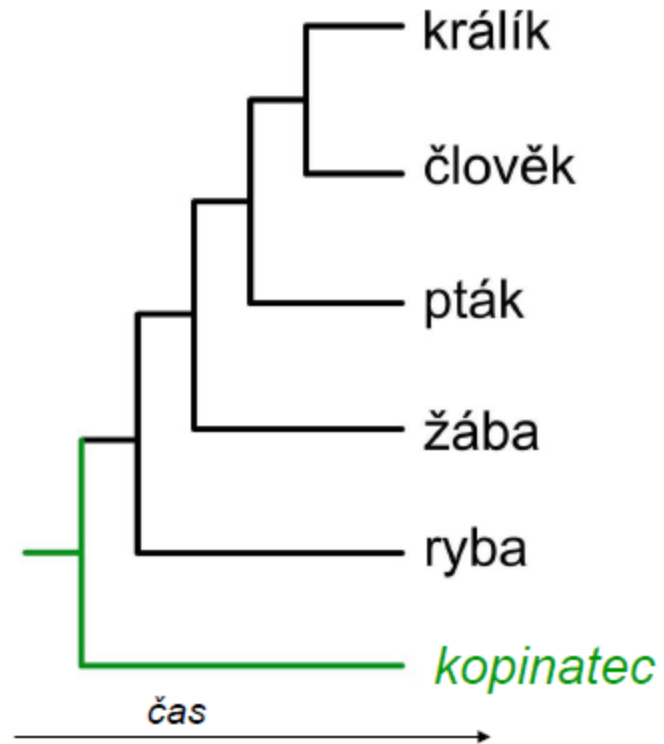 králík
člověk
pták
žába
ryba
kopinatec
čas